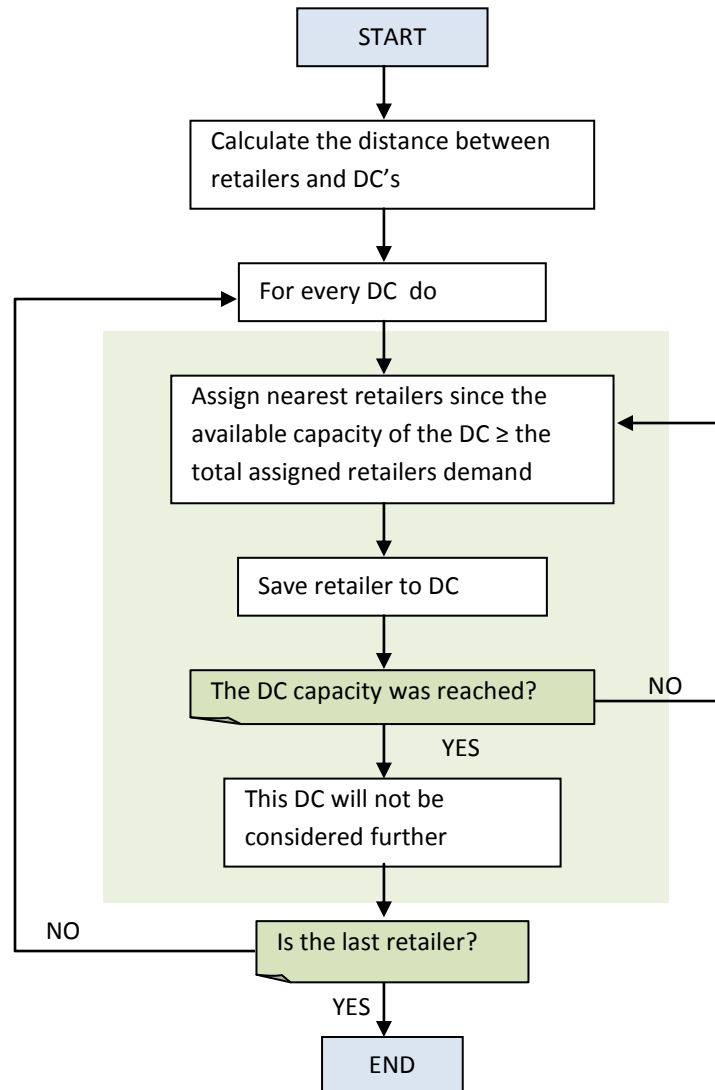 START
Calculate the distance between
retailers and DC’s
For every DC  do
Assign nearest retailers since the
available capacity of the DC ≥ the
total assigned retailers demand
Save retailer to DC
The DC capacity was reached?
NO
YES
This DC will not be
considered further
NO
Is the last retailer?
YES
END